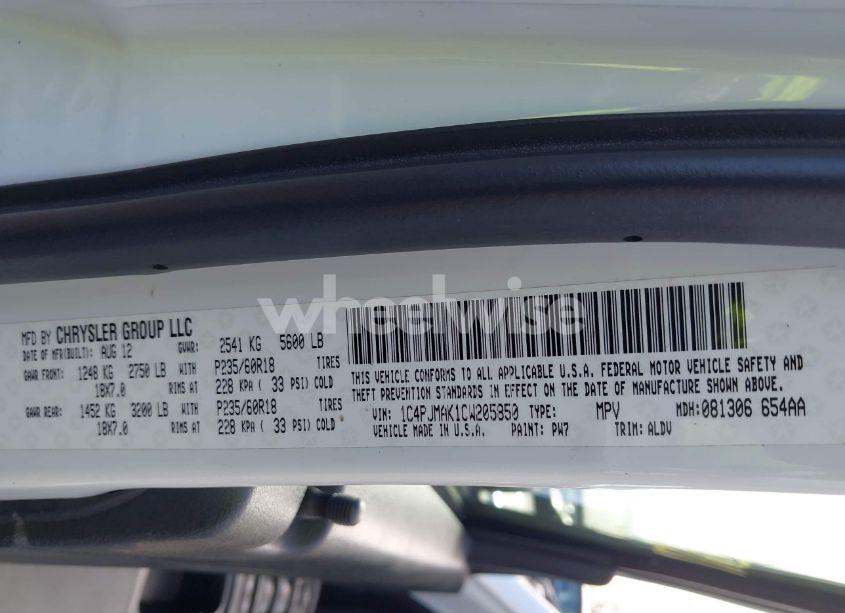 wheelwise
MFD BY CHRYSLER GROUP LLC
DATE OF MFR(BUILT): AUG 12 GVWR: 2541 KG 5600 LB
GAWR FRONT: 1248 KG 2750 LB WITH P235/60R18 TIRES
18X7.0 RIMS AT 228 KPA ( 33 PSI) COLD
GAWR REAR: 1452 KG 3200 LB WITH P235/60R18 TIRES
18X7.0 RIMS AT 228 KPA ( 33 PSI) COLD
THIS VEHICLE CONFORMS TO ALL APPLICABLE U.S.A. FEDERAL MOTOR VEHICLE SAFETY AND
THEFT PREVENTION STANDARDS IN EFFECT ON THE DATE OF MANUFACTURE SHOWN ABOVE.
VIN: 1C4PJMAK1CW205350 TYPE: MPV MDH:081306 654AA
VEHICLE MADE IN U.S.A. PAINT: PW7 TRIM: ALDV